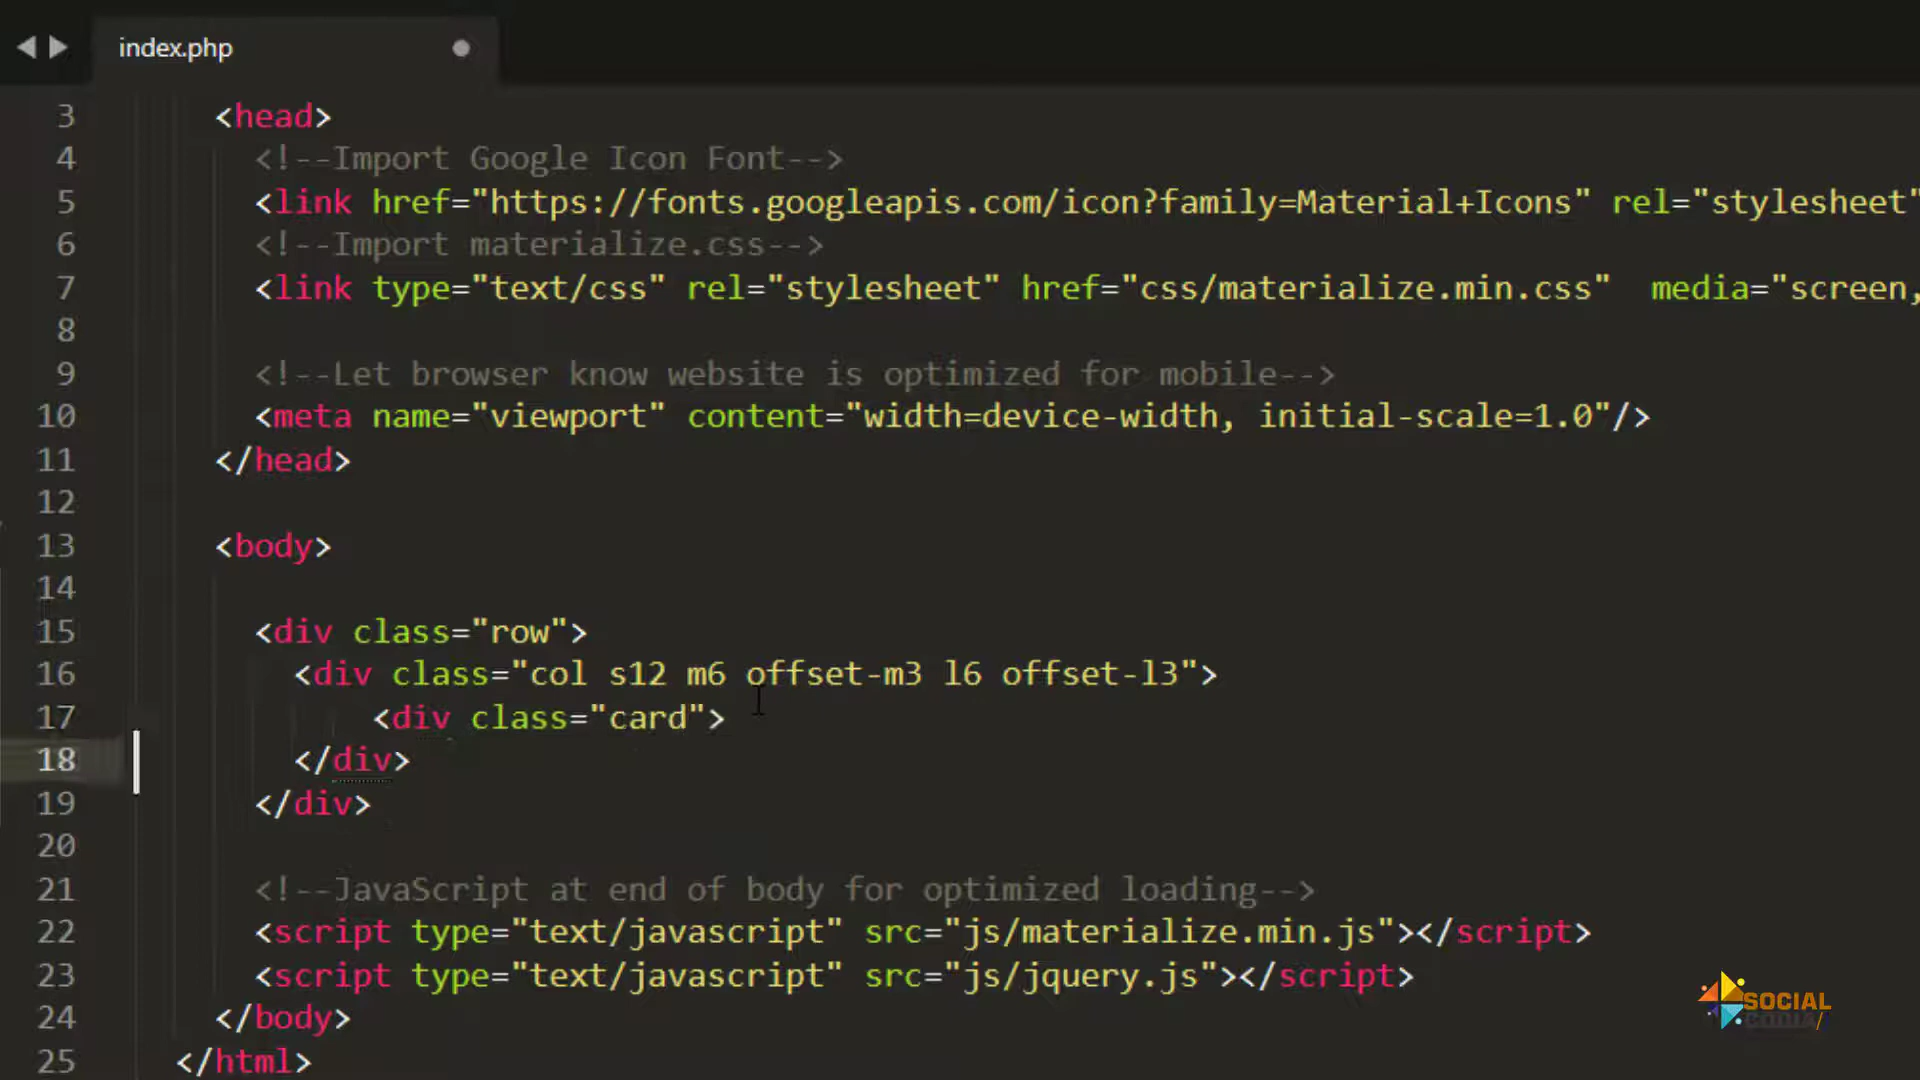 index.php
3 <head>
4 <!--Import Google Icon Font-->
5 <link href="https://fonts.googleapis.com/icon?family=Material+Icons" rel="stylesheet"
6 <!--Import materialize.css-->
7 <link type="text/css" rel="stylesheet" href="css/materialize.min.css"  media="screen,
8
9 <!--Let browser know website is optimized for mobile-->
10 <meta name="viewport" content="width=device-width, initial-scale=1.0"/>
11 </head>
12
13 <body>
14
15 <div class="row">
16 <div class="col s12 m6 offset-m3 l6 offset-l3">
17 <div class="card">
18 </div>
19 </div>
20
21 <!--JavaScript at end of body for optimized loading-->
22 <script type="text/javascript" src="js/materialize.min.js"></script>
23 <script type="text/javascript" src="js/jquery.js"></script>
24 </body>
25 </html>
SOCIAL
CODIA/